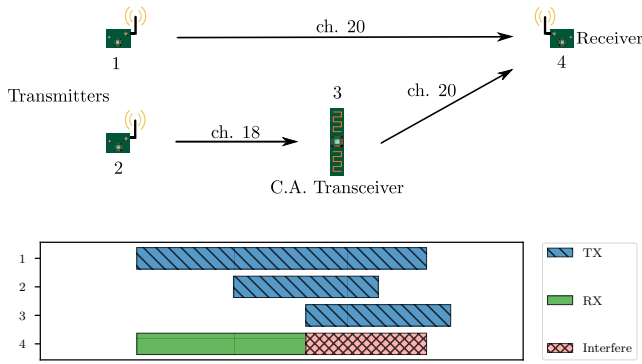 ch. 20
1
4
Receiver
Transmitters
3
ch. 20
ch. 18
2
C.A. Transceiver
1
2
3
4
TX
RX
Interfere